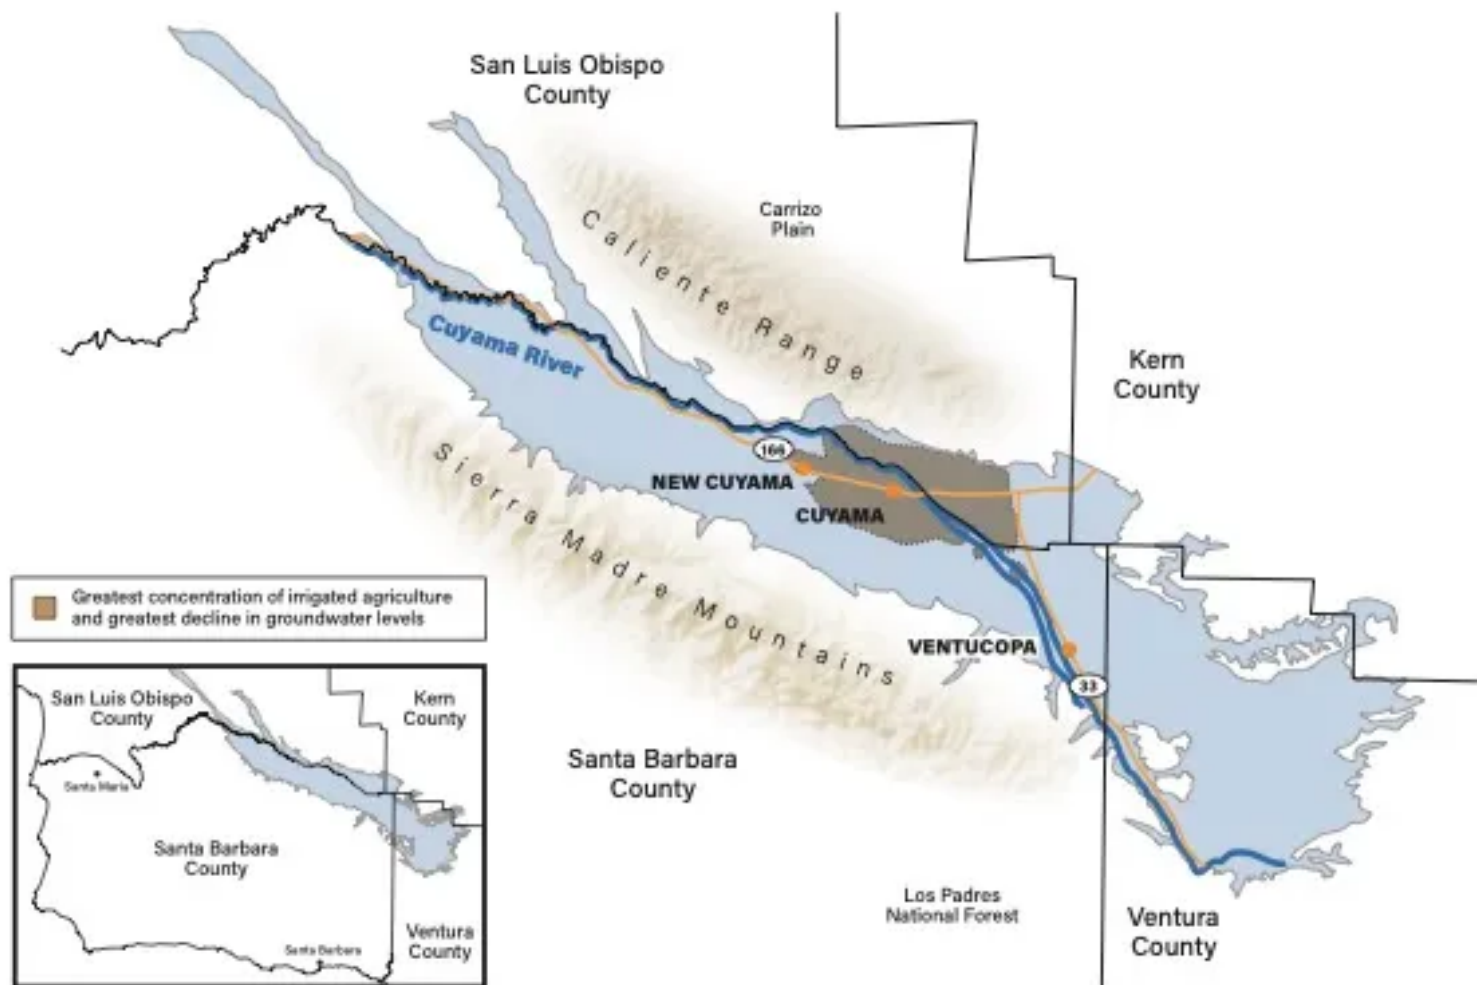 San Luis Obispo
County
Carrizo
Plain
Caliente Range
Kern
County
Cuyama River
166
NEW CUYAMA
CUYAMA
Sierra Madre Mountains
VENTUCOPA
33
Greatest concentration of irrigated agriculture
and greatest decline in groundwater levels
Santa Barbara
County
Los Padres
National Forest
Ventura
County
San Luis Obispo
County
Kern
County
Santa Maria
Santa Barbara
County
Ventura
County
Santa Barbara